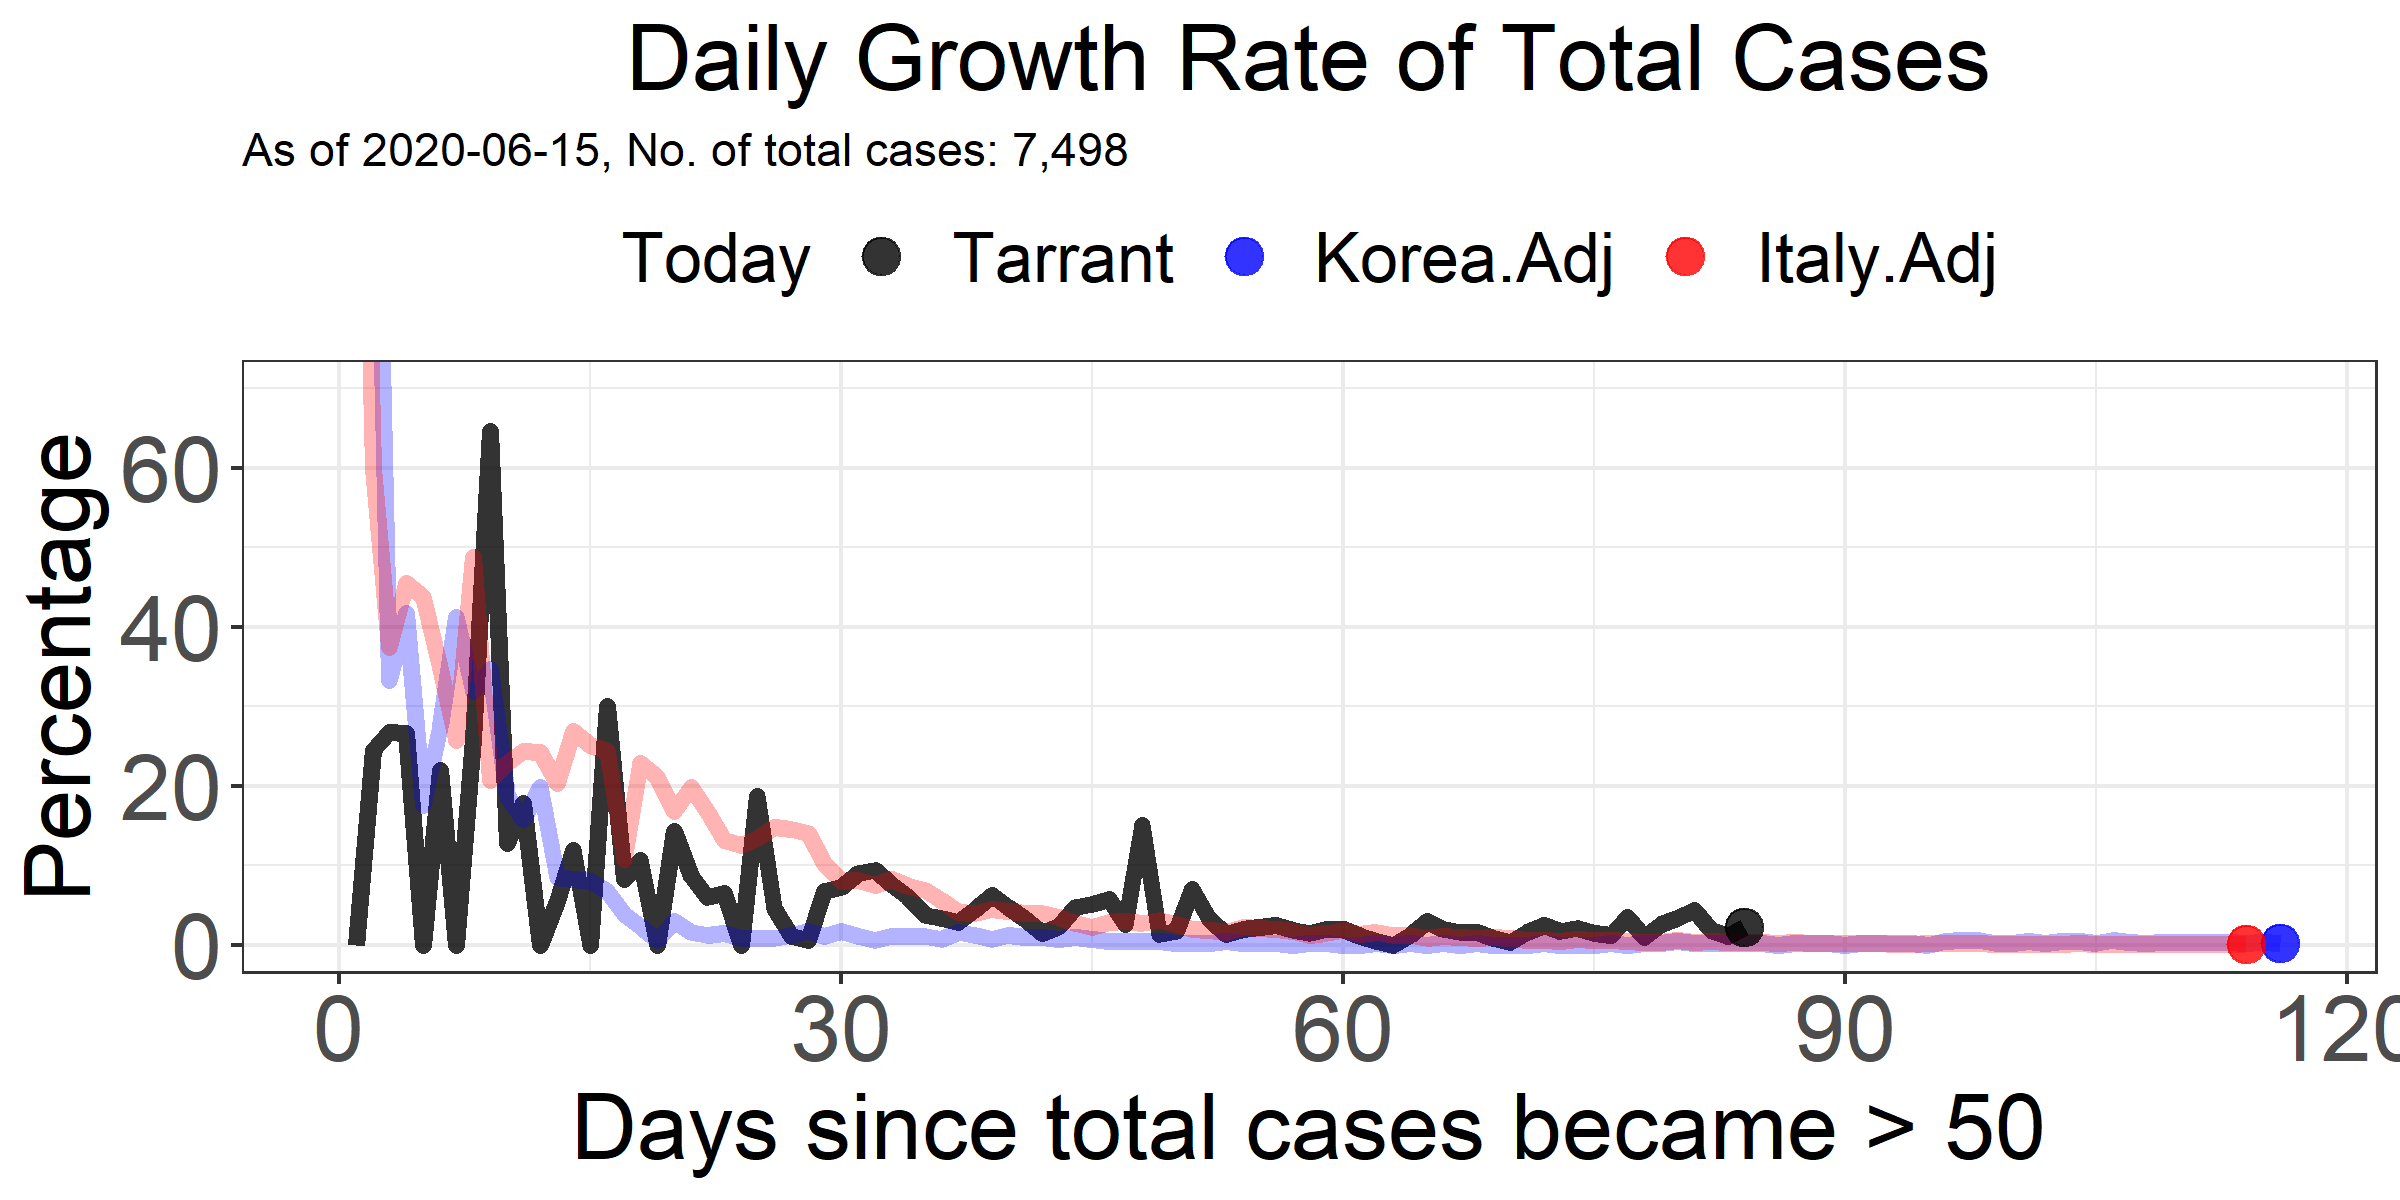 Daily Growth Rate of Total Cases
As of 2020-06-15, No. of total cases: 7,498
Today Tarrant Korea.Adj Italy.Adj
Percentage
60
40
20
0
0 30 60 90 120
Days since total cases became > 50